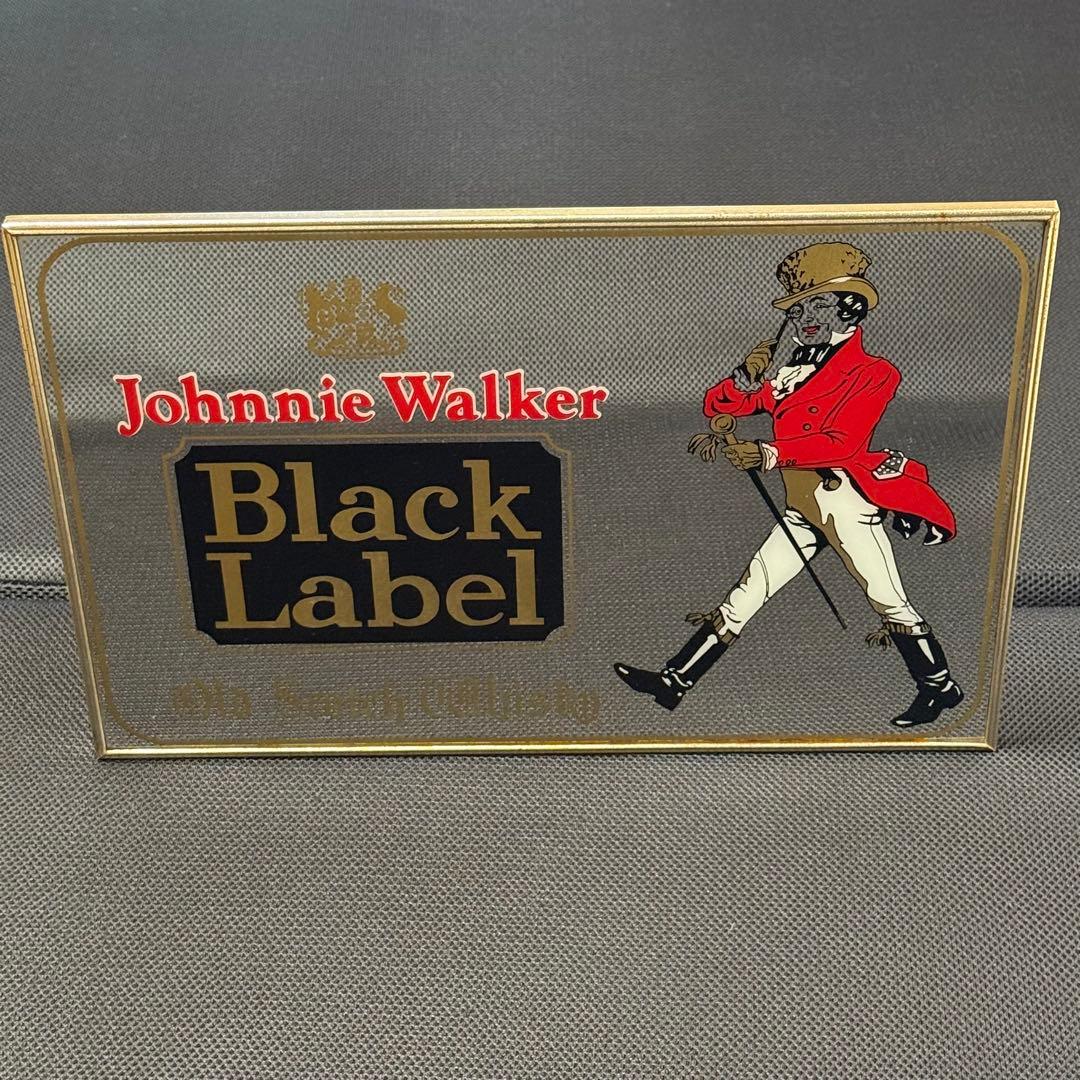 Johnnie Walker
Black
Label
Old Scotch Whisky